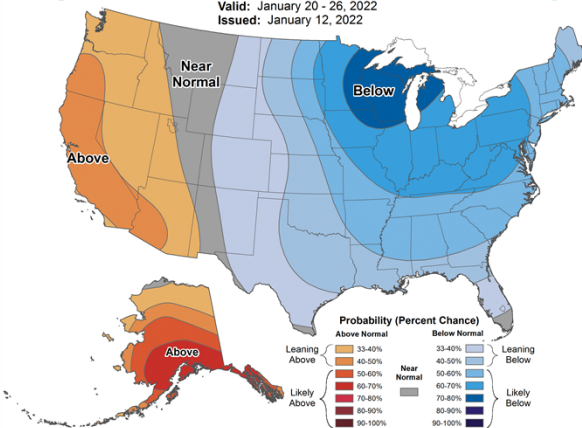 Valid: January 20 - 26, 2022
Issued: January 12, 2022
Near
Normal
Below
Above
Above
Probability (Percent Chance)
Above Normal
Below Normal
Leaning
Above
33-40%
40-50%
Likely
Above
50-60%
60-70%
70-80%
80-90%
90-100%
Near
Normal
33-40%
40-50%
Leaning
Below
50-60%
60-70%
70-80%
80-90%
90-100%
Likely
Below